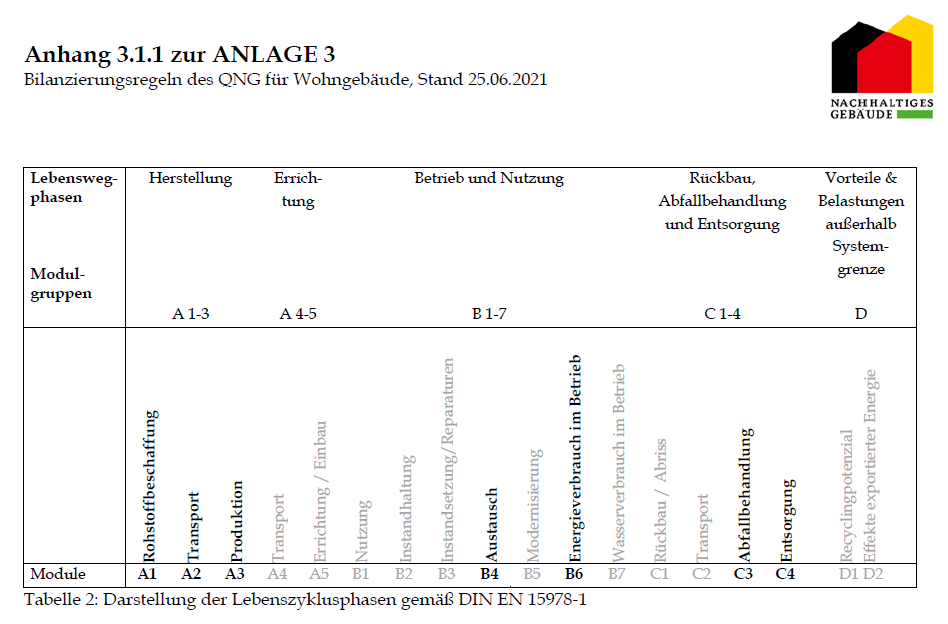 Anhang 3.1.1 zur ANLAGE 3
Bilanzierungsregeln des QNG für Wohngebäude, Stand 25.06.2021
NACHHALTIGES
GEBÄUDE
Lebensweg-
phasen
Modul-
gruppen
Herstellung
A 1-3
Errich-
tung
A 4-5
Betrieb und Nutzung
B 1-7
Rückbau,
Abfallbehandlung
und Entsorgung
C 1-4
Vorteile &
Belastungen
außerhalb
System-
grenze
D
Rohstoffbeschaffung
Transport
Produktion
Transport
Errichtung / Einbau
Nutzung
Instandhaltung
Instandsetzung/Reparaturen
Austausch
Modernisierung
Energieverbrauch im Betrieb
Wasserverbrauch im Betrieb
Rückbau / Abriss
Transport
Abfallbehandlung
Entsorgung
Recyclingpotenzial
Effekte exportierter Energie
Module A1 A2 A3 A4 A5 B1 B2 B3 B4 B5 B6 B7 C1 C2 C3 C4 D1 D2
Tabelle 2: Darstellung der Lebenszyklusphasen gemäß DIN EN 15978-1